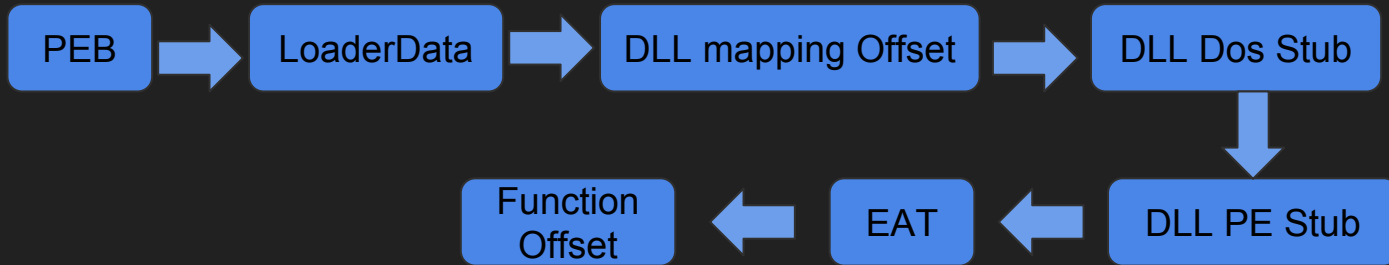 PEB
LoaderData
DLL mapping Offset
DLL Dos Stub
DLL PE Stub
EAT
Function
Offset